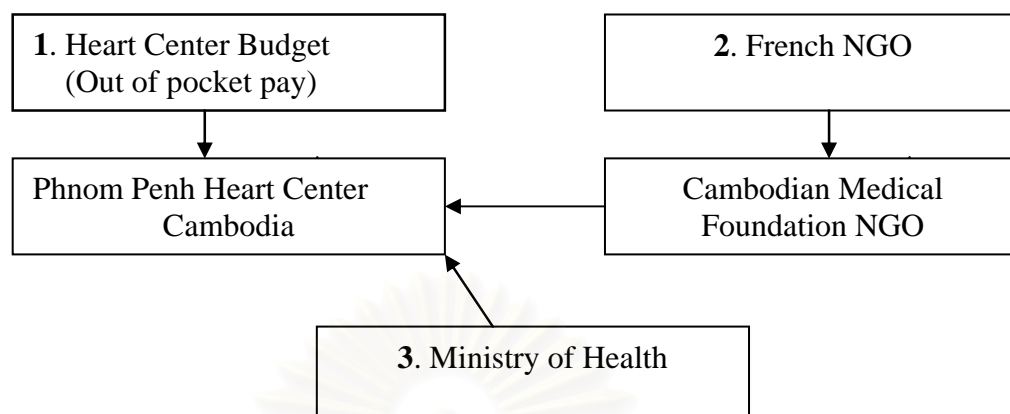 1. Heart Center Budget
(Out of pocket pay)
2. French NGO
Phnom Penh Heart Center
Cambodia
Cambodian Medical
Foundation NGO
3. Ministry of Health